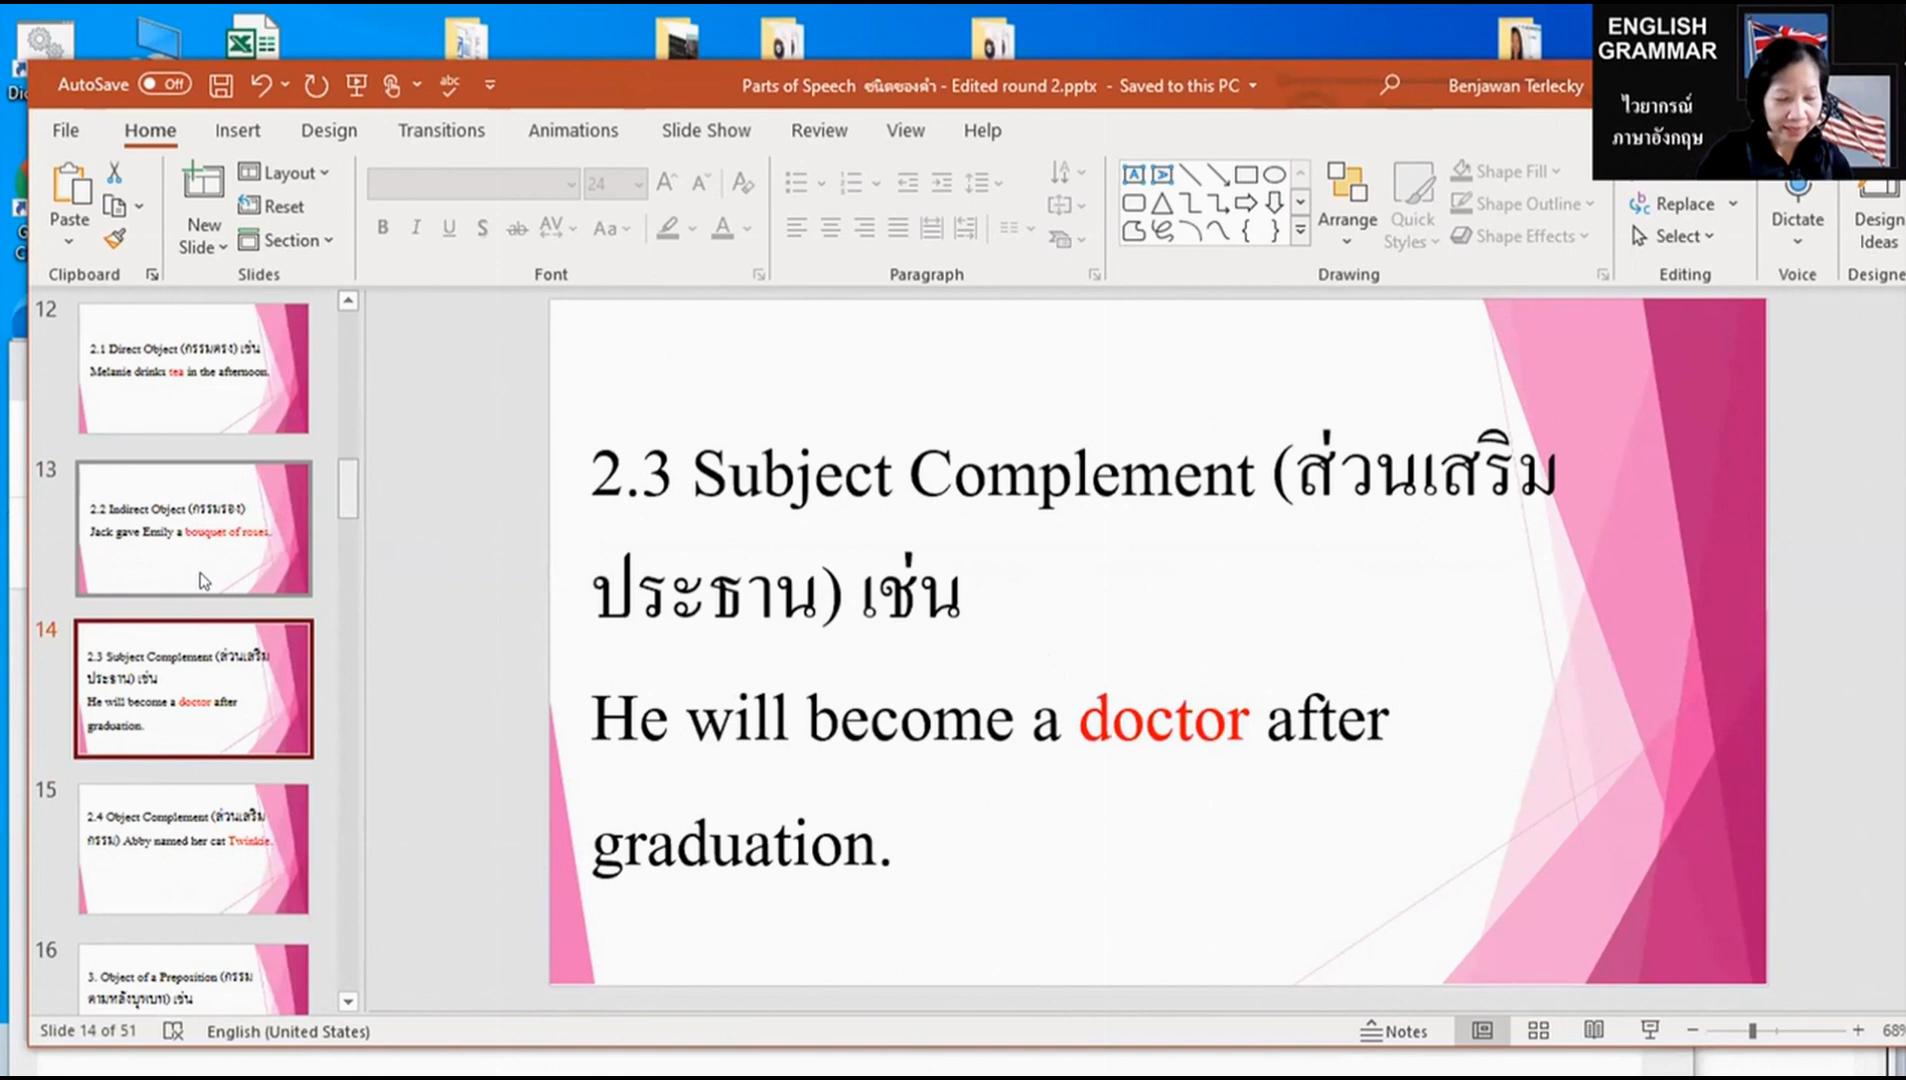 ENGLISH
GRAMMAR
ไวยากรณ์
ภาษาอังกฤษ
AutoSave Off
Parts of Speech ชนิดของคำ - Edited round 2.pptx - Saved to this PC
Benjawan Terlecky
File Home Insert Design Transitions Animations Slide Show Review View Help
Paste
Clipboard
New
Slide
Layout
Reset
Section
Slides
24
Font
Paragraph
Arrange
Quick
Styles
Shape Fill
Shape Outline
Shape Effects
Drawing
Replace
Select
Editing
Dictate
Voice
Design
Ideas
Designe
12
2.1 Direct Object (กรรมตรง) เช่น
Melanie drinks tea in the afternoon.
13
2.2 Indirect Object (กรรมรอง)
Jack gave Emily a bouquet of roses.
14
2.3 Subject Complement (ส่วนเสริม
ประธาน) เช่น
He will become a doctor after
graduation.
15
2.4 Object Complement (ส่วนเสริม
กรรม) Abby named her cat Twinkie.
16
3. Object of a Preposition (กรรม
ตามหลังบุพบท) เช่น
2.3 Subject Complement (ส่วนเสริม
ประธาน) เช่น
He will become a doctor after
graduation.
Slide 14 of 51 English (United States)
Notes
68%